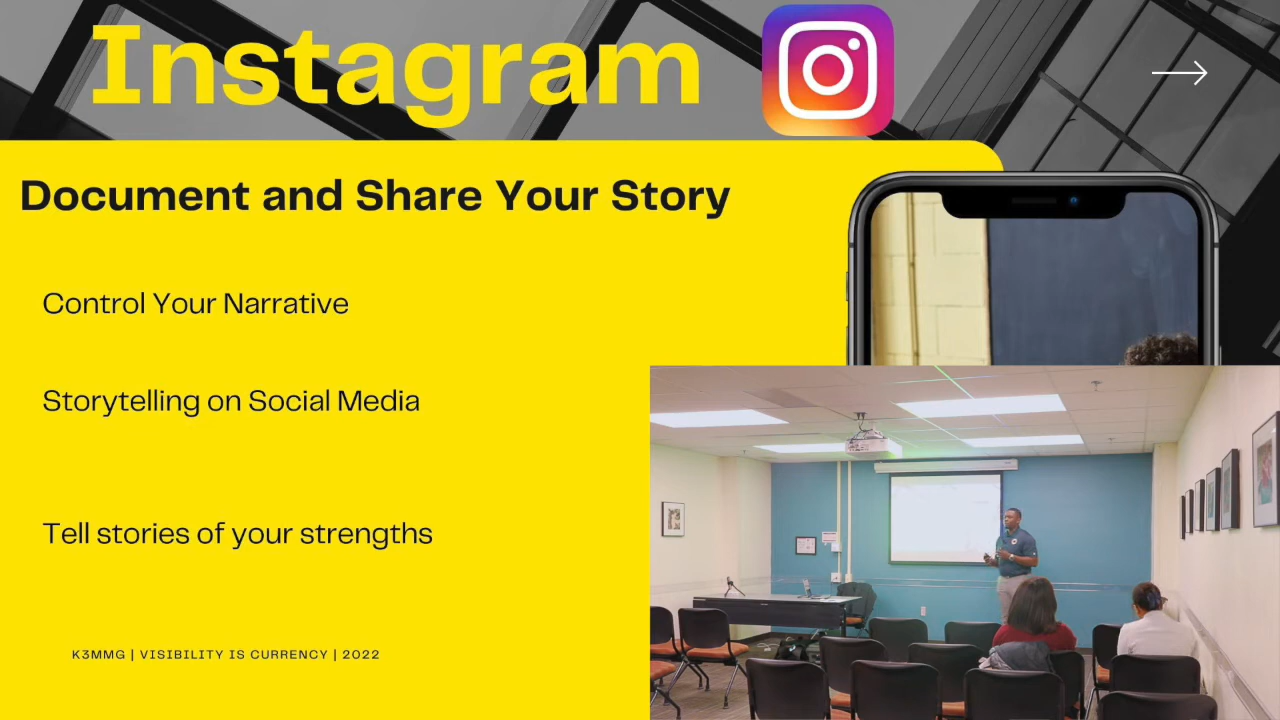 Instagram
Document and Share Your Story
Control Your Narrative
Storytelling on Social Media
Tell stories of your strengths
K3MMG | VISIBILITY IS CURRENCY | 2022